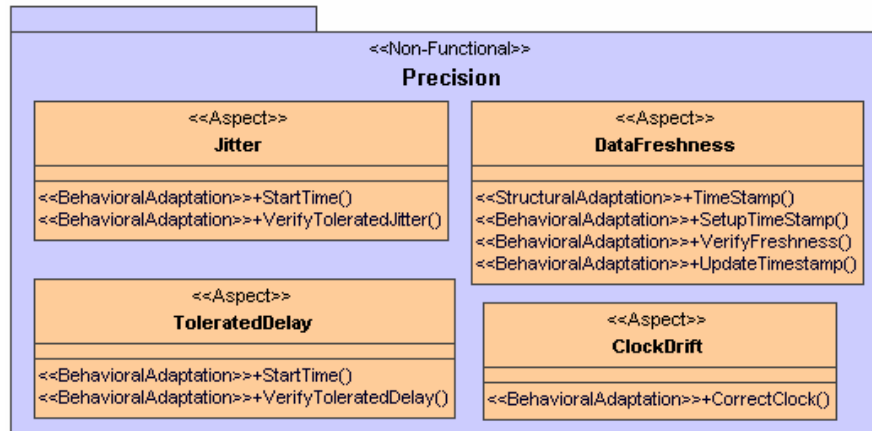 <<Non-Functional>>
Precision
<<Aspect>>
Jitter
<<BehavioralAdaptation>>+StartTime()
<<BehavioralAdaptation>>+VerifyToleratedJitter()
<<Aspect>>
DataFreshness
<<StructuralAdaptation>>+TimeStamp()
<<BehavioralAdaptation>>+SetupTimeStamp()
<<BehavioralAdaptation>>+VerifyFreshness()
<<BehavioralAdaptation>>+UpdateTimestamp()
<<Aspect>>
ToleratedDelay
<<BehavioralAdaptation>>+StartTime()
<<BehavioralAdaptation>>+VerifyToleratedDelay()
<<Aspect>>
ClockDrift
<<BehavioralAdaptation>>+CorrectClock()